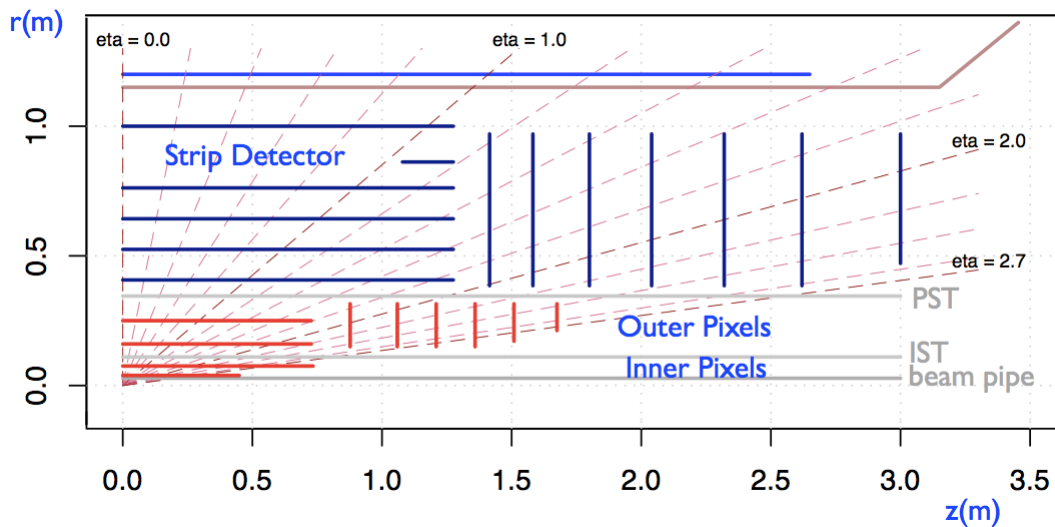 r(m)
eta = 0.0
eta = 1.0
1.0
Strip Detector
eta = 2.0
0.5
eta = 2.7
PST
Outer Pixels
IST
Inner Pixels
beam pipe
0.0
0.0 0.5 1.0 1.5 2.0 2.5 3.0 3.5
z(m)